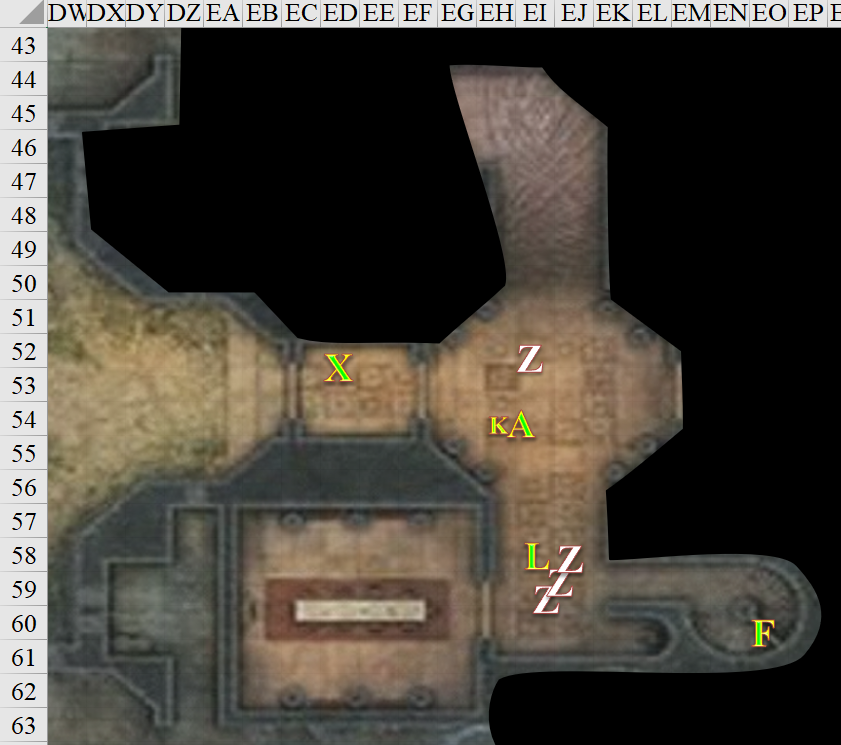 DW DX DY DZ EA EB EC ED EE EF EG EH EI EJ EK EL EM EN EO EP E
43
44
45
46
47
48
49
50
51
52 Z
53 X
54 K A
55
56
57
58 L Z
59 Z
60 Z F
61
62
63